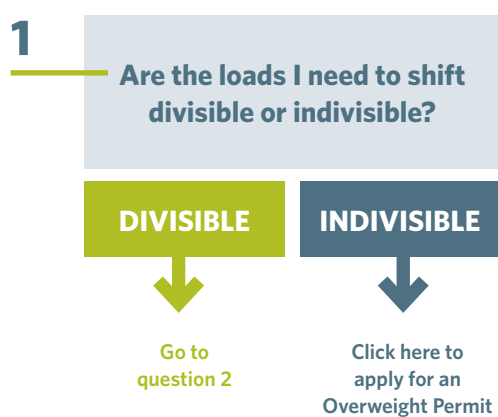 1
Are the loads I need to shift
divisible or indivisible?
DIVISIBLE
INDIVISIBLE
Go to
question 2
Click here to
apply for an
Overweight Permit